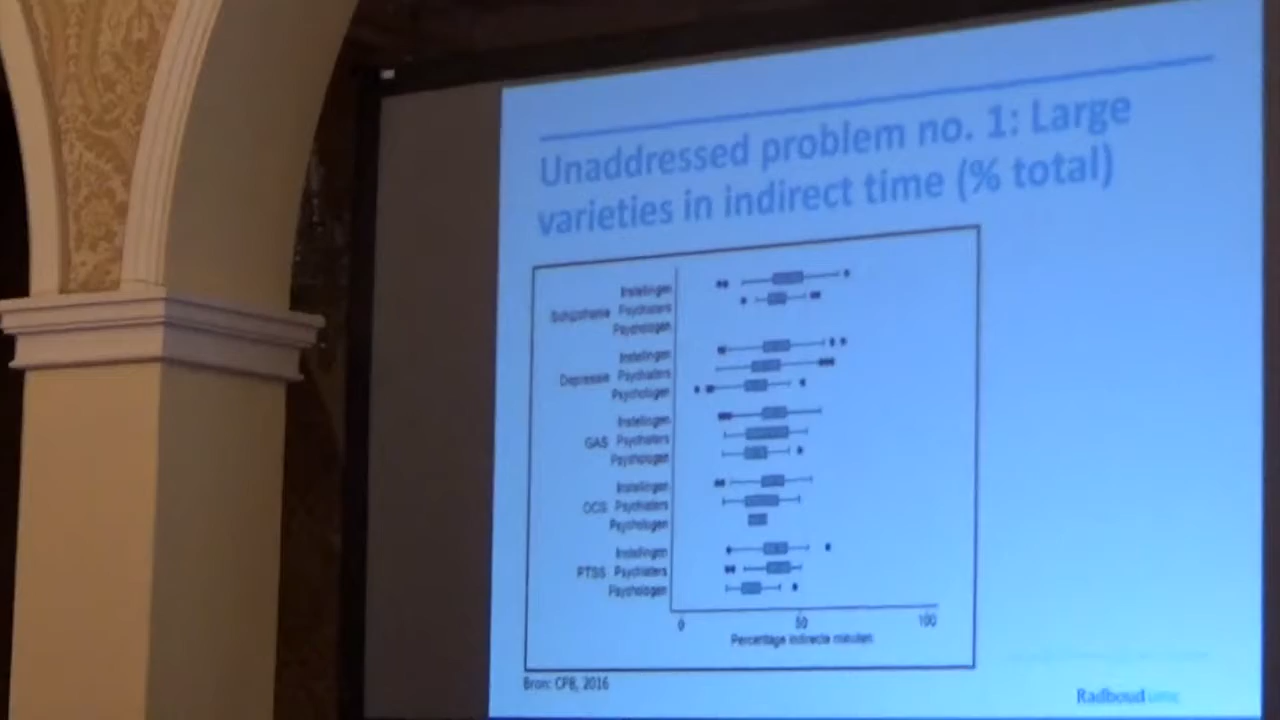 Unaddressed problem no. 1: Large
varieties in indirect time (% total)
Instellingen
Schizofrenie Psychiaters
Psychologen
Instellingen
Depressie Psychiaters
Psychologen
Instellingen
GAS Psychiaters
Psychologen
Instellingen
OCS Psychiaters
Psychologen
Instellingen
PTSS Psychiaters
Psychologen
0 50 100
Percentage indirecte minuten
Bron: CPB, 2016
Radboudumc